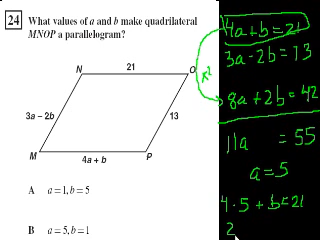 24 What values of a and b make quadrilateral
MNOP a parallelogram?
N 21 O
3a – 2b 13
M 4a + b P
A a = 1, b = 5
B a = 5, b = 1
4a+b=21
3a-2b=13
x2
8a+2b=42
11a = 55
a=5
4·5+b=21
2